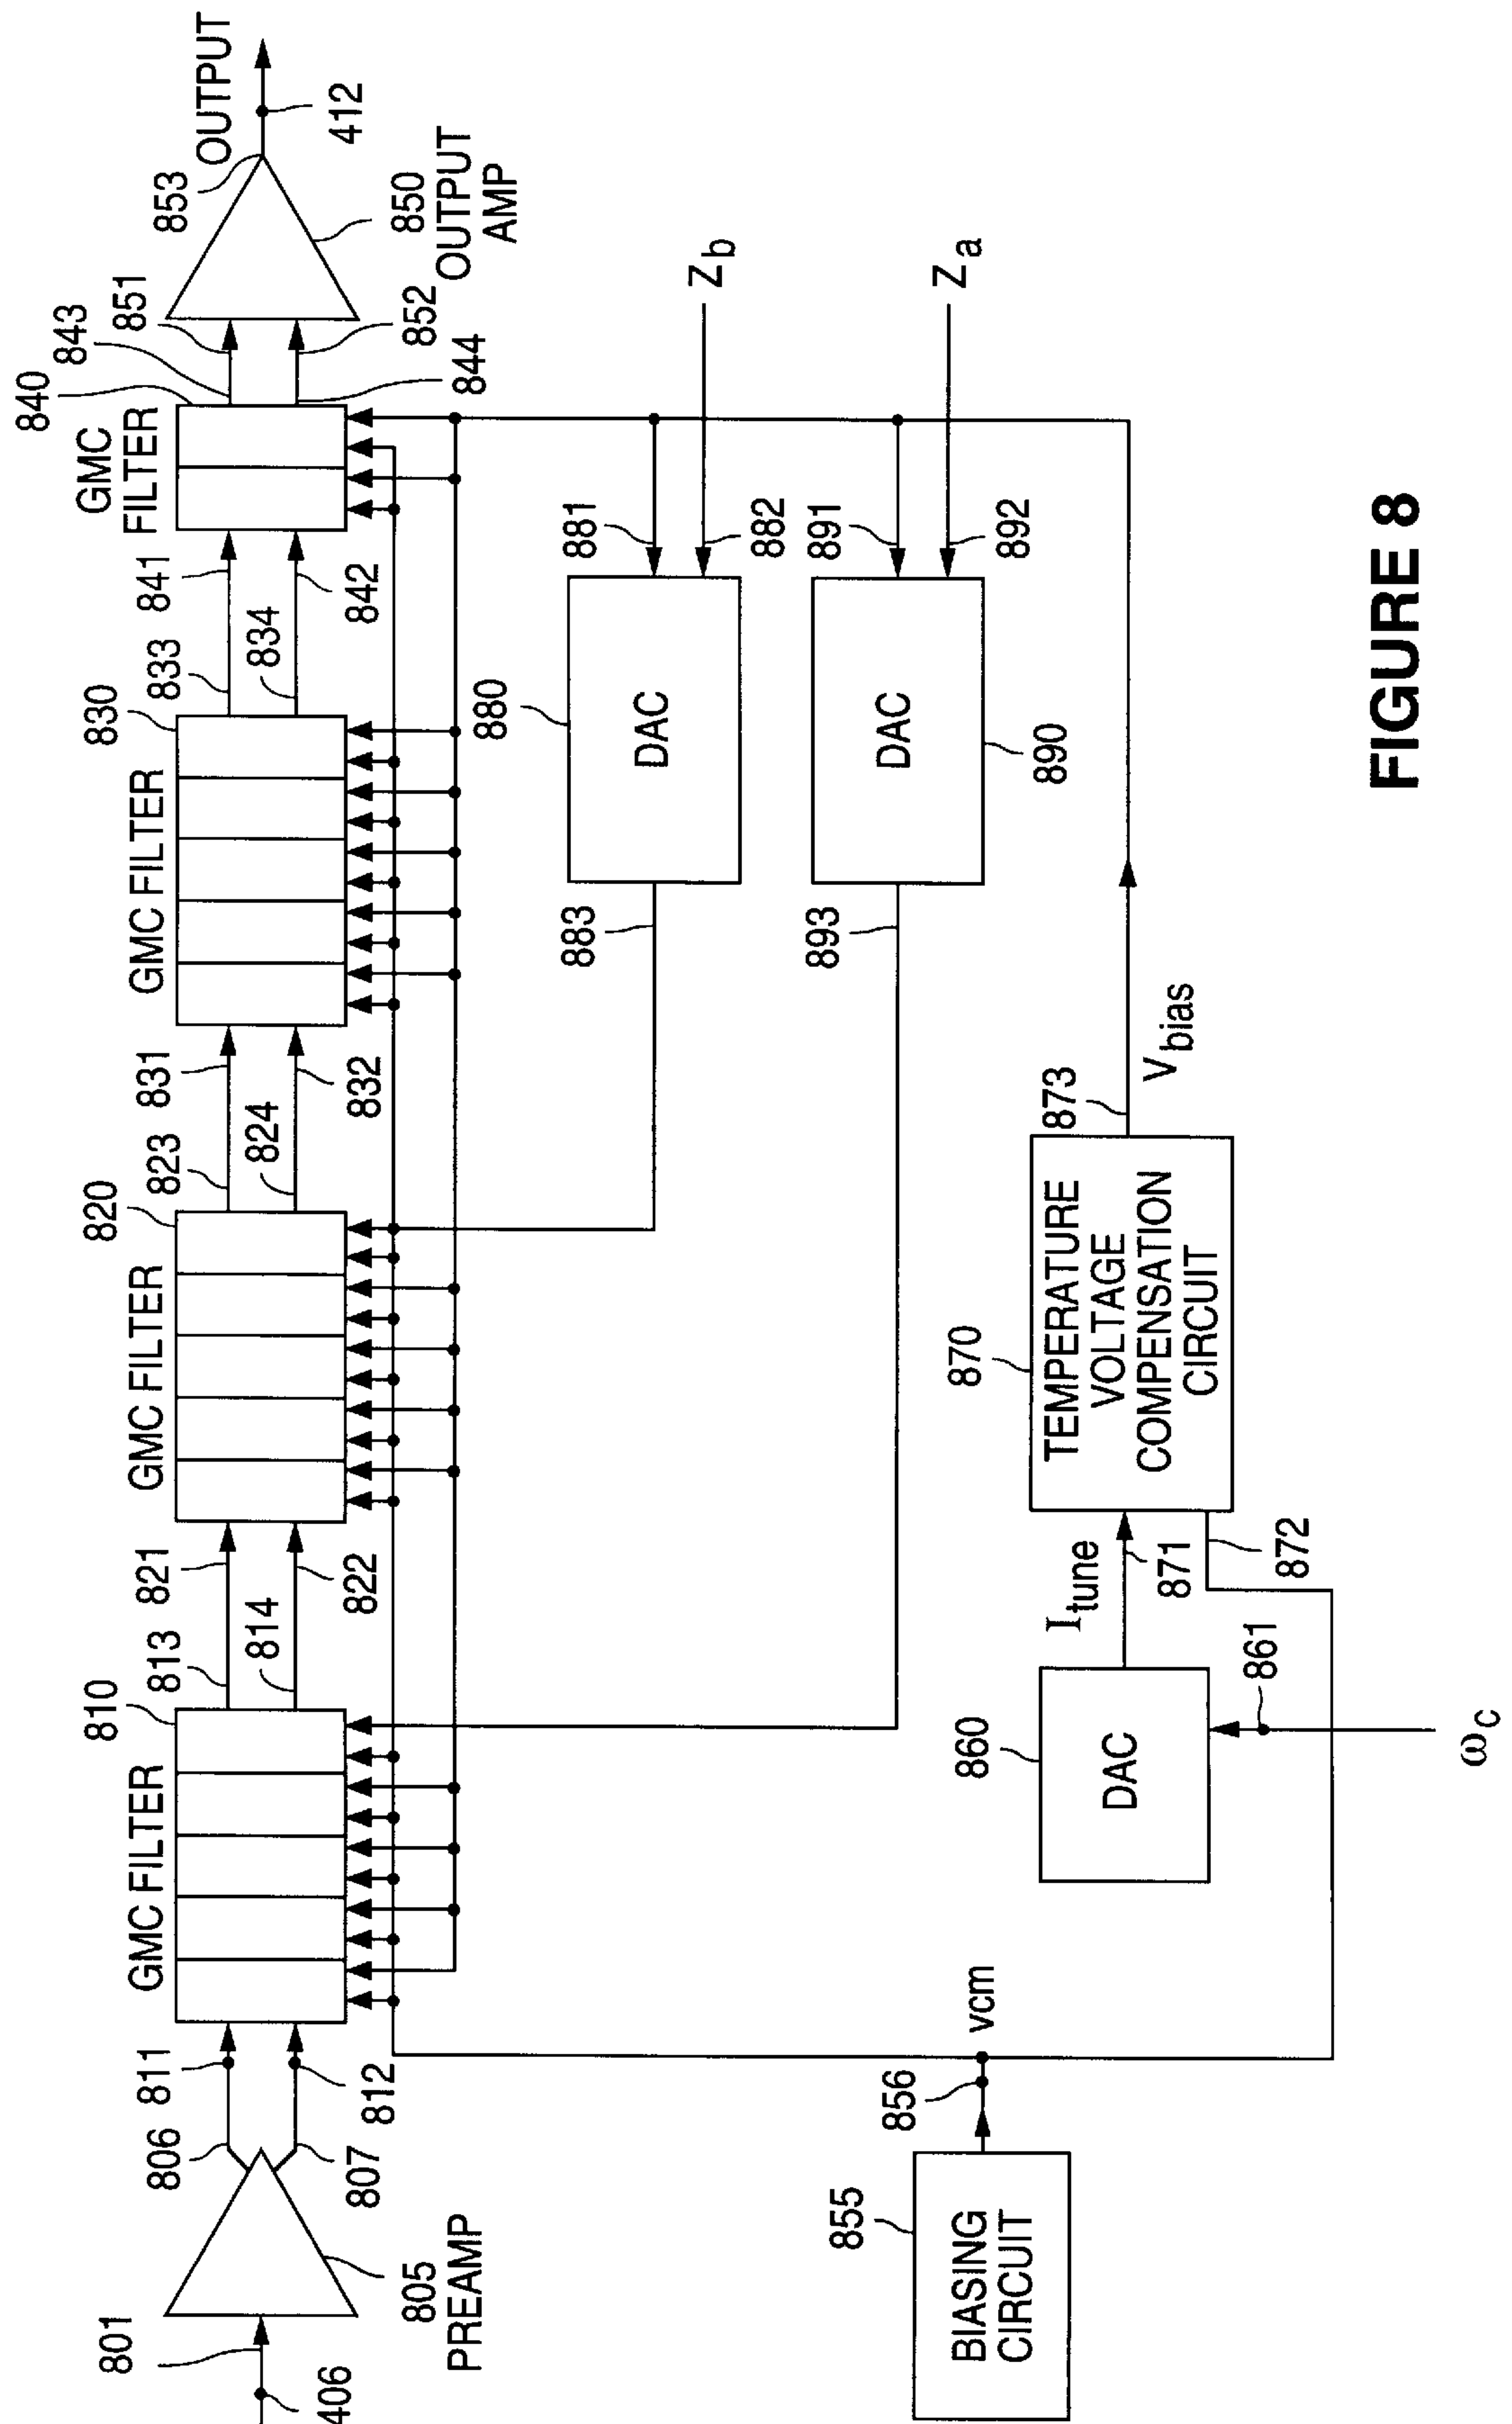 406
801
805
PREAMP
806
807
811
812
GMC FILTER
810
813
814
821
822
GMC FILTER
820
823
824
831
832
GMC FILTER
830
833
834
841
842
GMC
FILTER
840
843
844
851
852
853
850
OUTPUT
AMP
OUTPUT
412
883
880
DAC
881
882
Zb
893
DAC
890
891
892
Za
855
BIASING
CIRCUIT
856
vcm
860
DAC
861
ωc
Itune
871
872
870
TEMPERATURE
VOLTAGE
COMPENSATION
CIRCUIT
873
Vbias
FIGURE 8